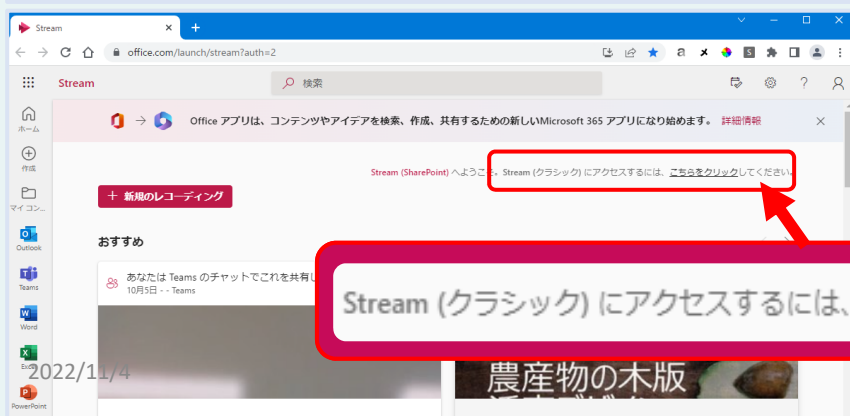 Stream
office.com/launch/stream?auth=2
Stream
検索
Office アプリは、コンテンツやアイデアを検索、作成、共有するための新しいMicrosoft 365 アプリになり始めます。 詳細情報
ホーム
作成
マイ コン...
Outlook
Teams
Word
Excel
PowerPoint
Stream (SharePoint) へようこそ。Stream (クラシック) にアクセスするには、こちらをクリックしてください。
+ 新規のレコーディング
おすすめ
あなたは Teams のチャットでこれを共有し
10月5日 - - Teams
Stream (クラシック) にアクセスするには、
農産物の木版
2022/11/4